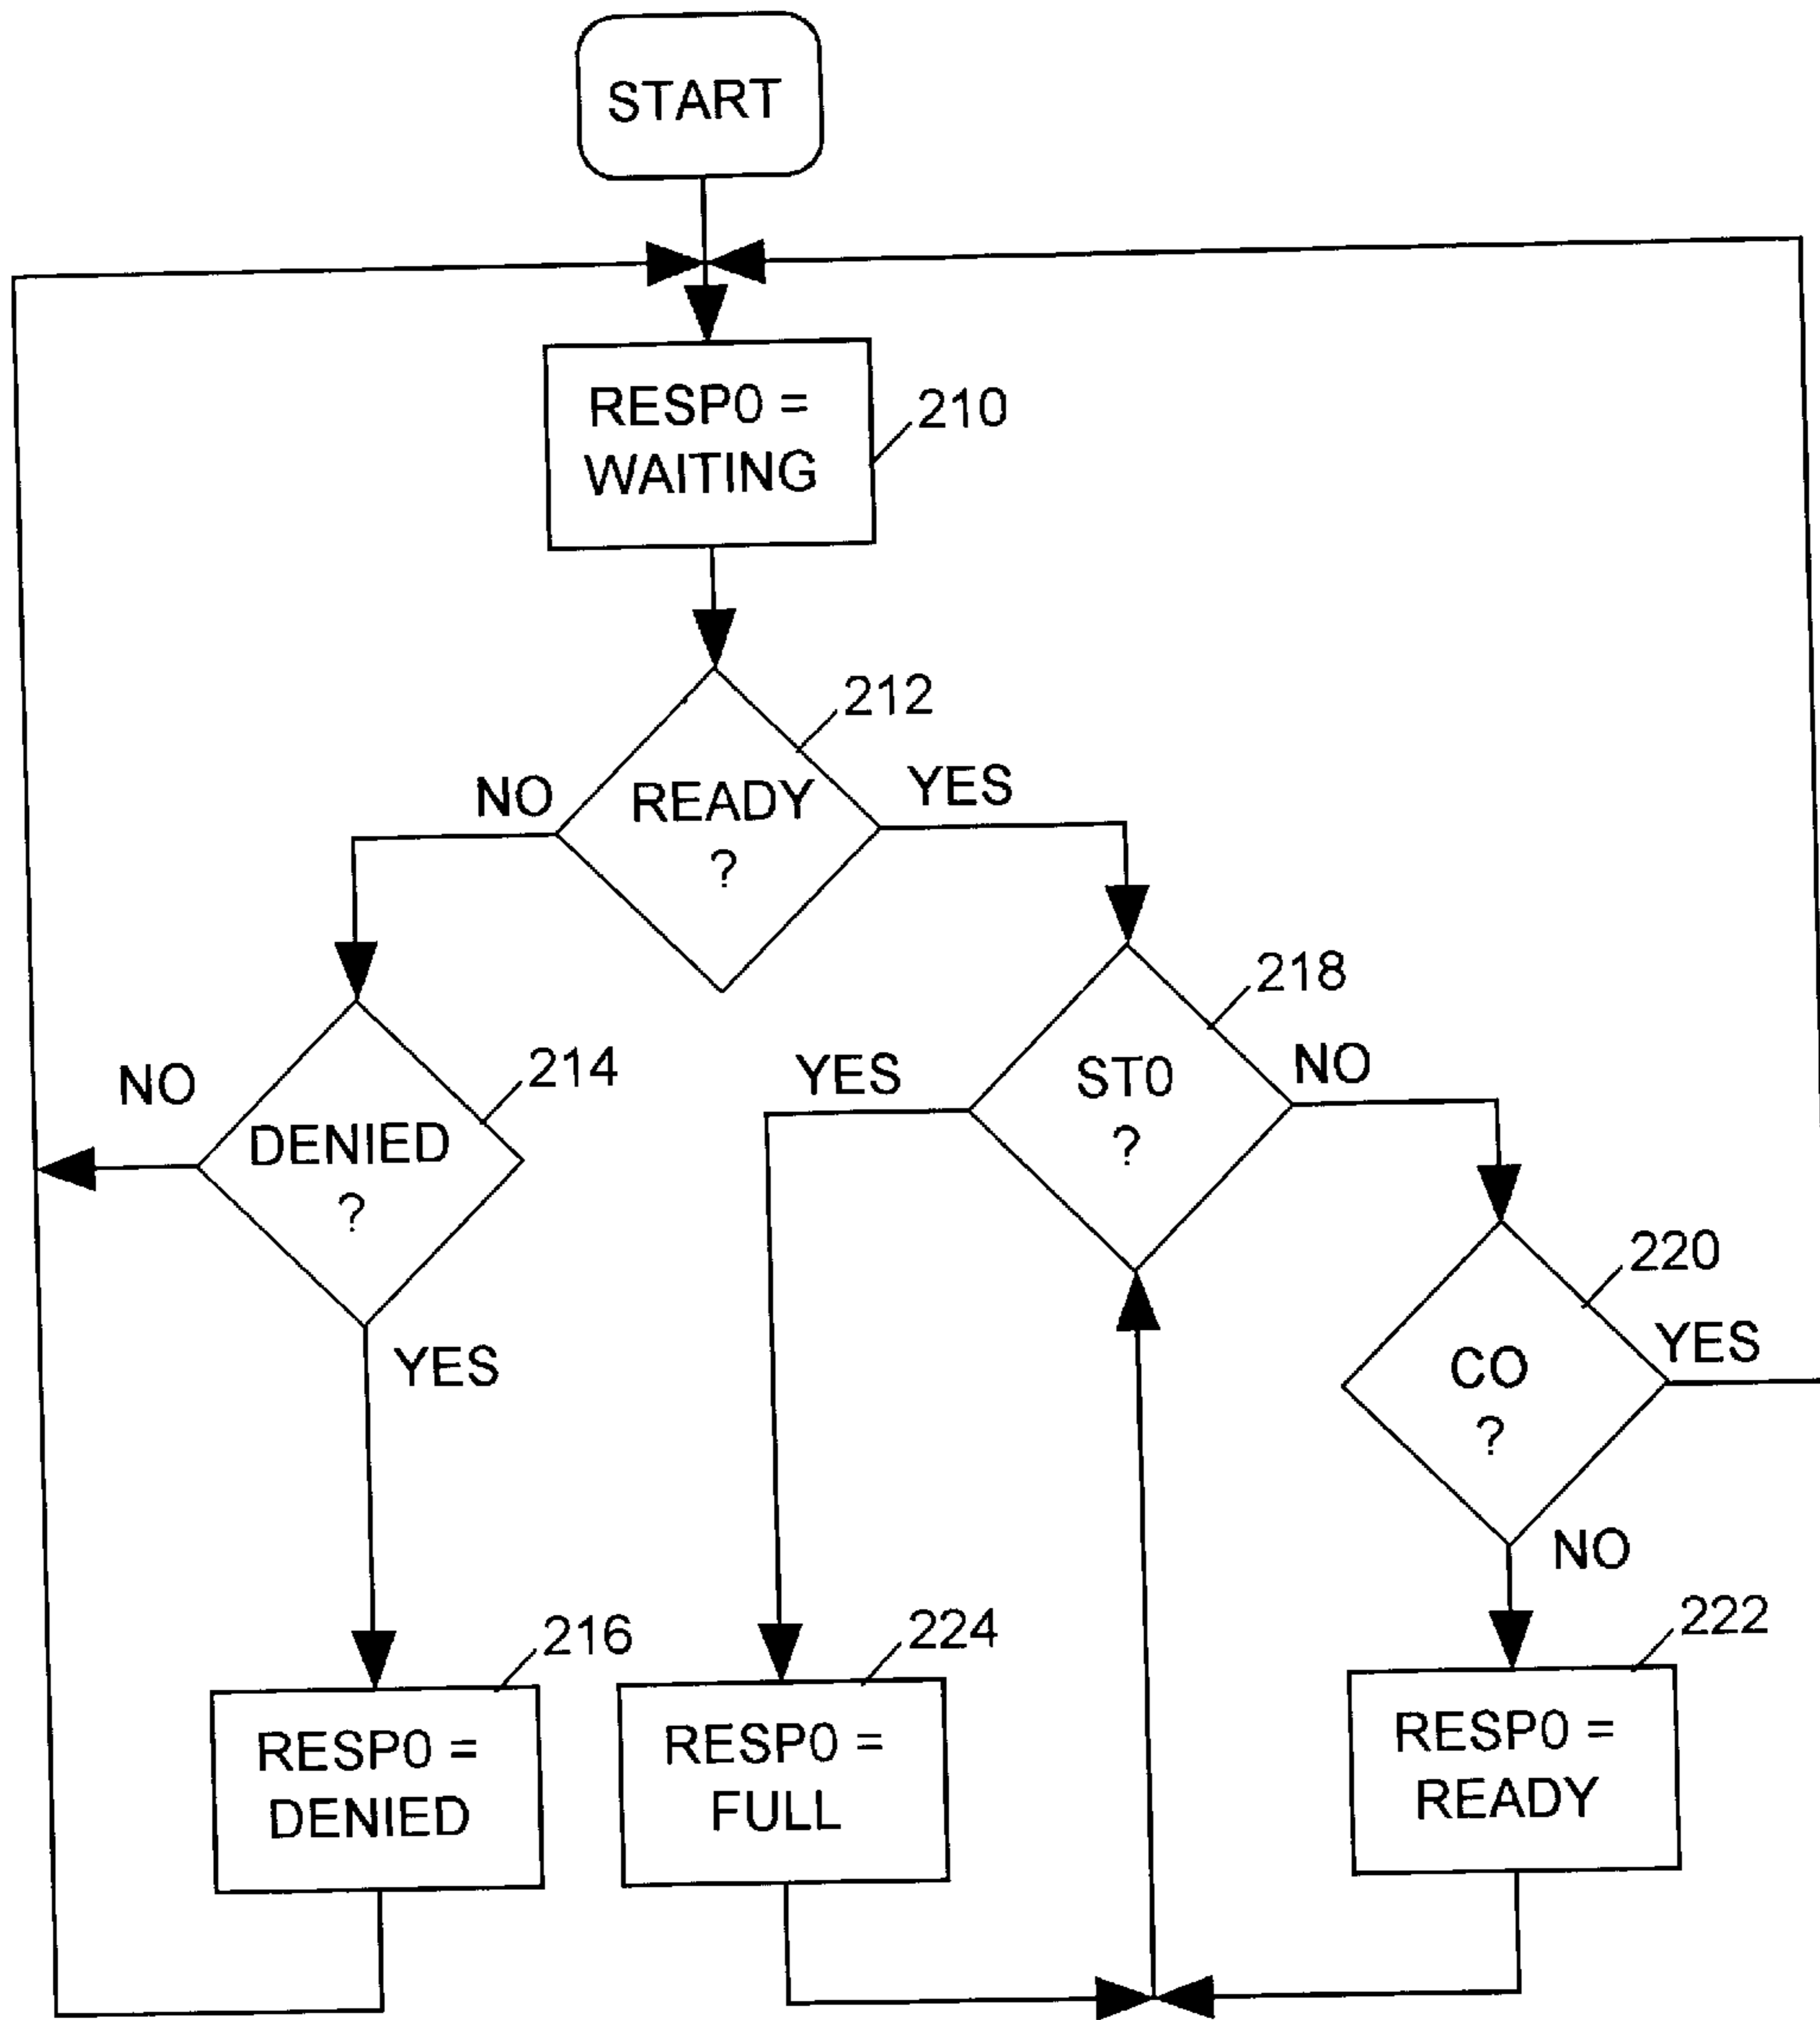 START
RESP0 =
WAITING
210
212
NO
READY
?
YES
218
214
NO
DENIED
?
YES
ST0
?
NO
220
YES
CO
?
YES
NO
216
224
222
RESP0 =
DENIED
RESP0 =
FULL
RESP0 =
READY